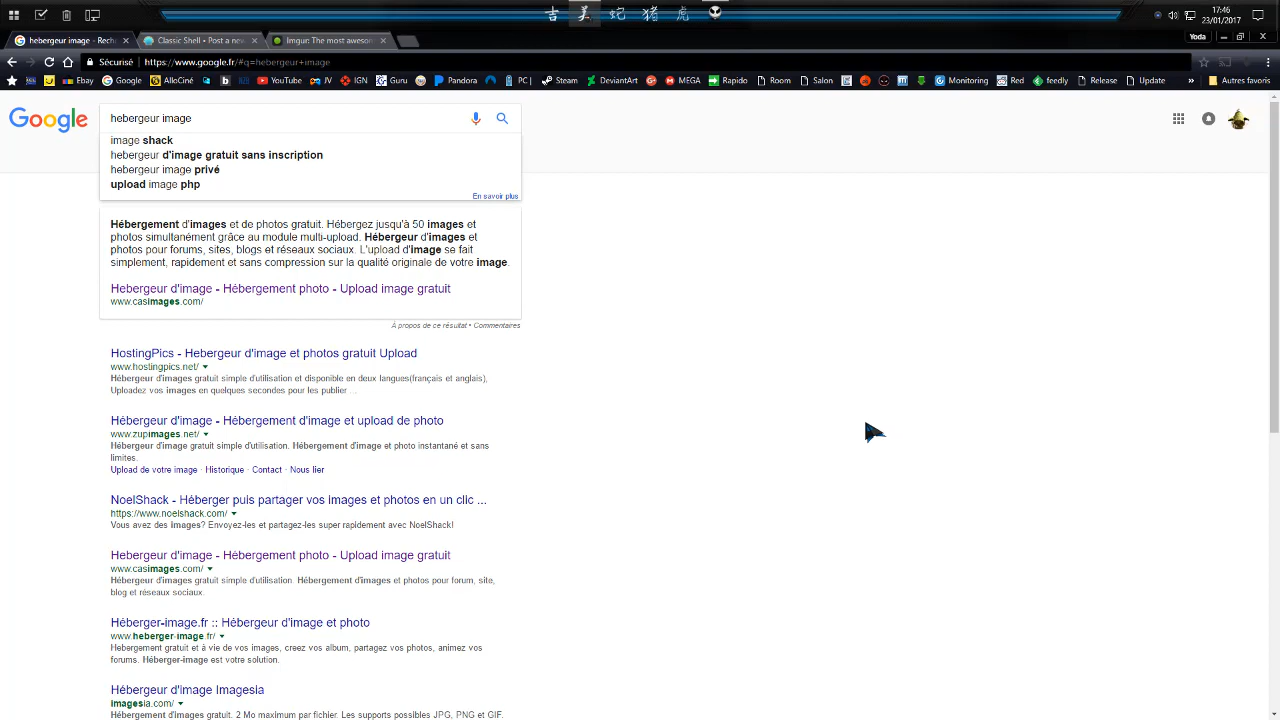 吉 美 蛇 猪 虎
17:46
23/01/2017
hebergeur image - Rech
Classic Shell • Post a new
Imgur: The most awesom
Yoda
Sécurisé
https://www.google.fr/#q=hebergeur+image
Ebay Google AlloCiné YouTube JV IGN Guru Pandora PC | Steam DeviantArt MEGA Rapido Room Salon Monitoring Red feedly Release Update » Autres favoris
Google
hebergeur image
image shack
hebergeur d'image gratuit sans inscription
hebergeur image privé
upload image php
En savoir plus
Hébergement d'images et de photos gratuit. Hébergez jusqu'à 50 images et
photos simultanément grâce au module multi-upload. Hébergeur d'images et
photos pour forums, sites, blogs et réseaux sociaux. L'upload d'image se fait
simplement, rapidement et sans compression sur la qualité originale de votre image.
Hebergeur d'image - Hébergement photo - Upload image gratuit
www.casimages.com/
À propos de ce résultat • Commentaires
HostingPics - Hebergeur d'image et photos gratuit Upload
www.hostingpics.net/
Hébergeur d'images gratuit simple d'utilisation et disponible en deux langues(français et anglais),
Uploadez vos images en quelques secondes pour les publier ...
Hébergeur d'image - Hébergement d'image et upload de photo
www.zupimages.net/
Hébergeur d'image gratuit simple d'utilisation. Hébergement d'image et photo instantané et sans
limites.
Upload de votre image · Historique · Contact · Nous lier
NoelShack - Héberger puis partager vos images et photos en un clic ...
https://www.noelshack.com/
Vous avez des images? Envoyez-les et partagez-les super rapidement avec NoelShack!
Hebergeur d'image - Hébergement photo - Upload image gratuit
www.casimages.com/
Hébergeur d'images gratuit simple d'utilisation. Hébergement d'images et photos pour forum, site,
blog et réseaux sociaux.
Héberger-image.fr :: Hébergeur d'image et photo
www.heberger-image.fr/
Hebergement gratuit et à vie de vos images, creez vos album, partagez vos photos, animez vos
forums. Héberger-image est votre solution.
Hébergeur d'image Imagesia
imagesia.com/
Hébergement d'images gratuit. 2 Mo maximum par fichier. Les supports possibles JPG, PNG et GIF.